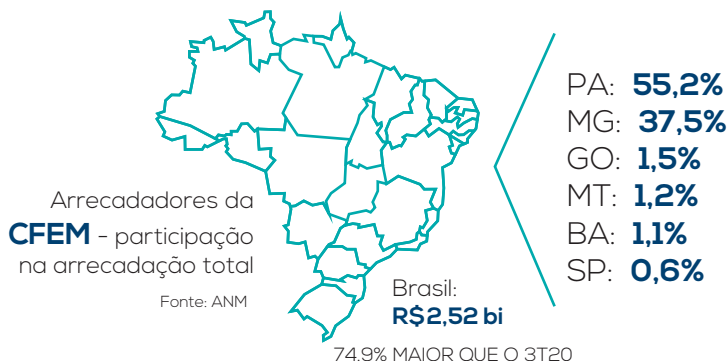 Arrecadadores da
CFEM - participação
na arrecadação total
Fonte: ANM
Brasil:
R$2,52 bi
74,9% MAIOR QUE O 3T20
PA: 55,2%
MG: 37,5%
GO: 1,5%
MT: 1,2%
BA: 1,1%
SP: 0,6%